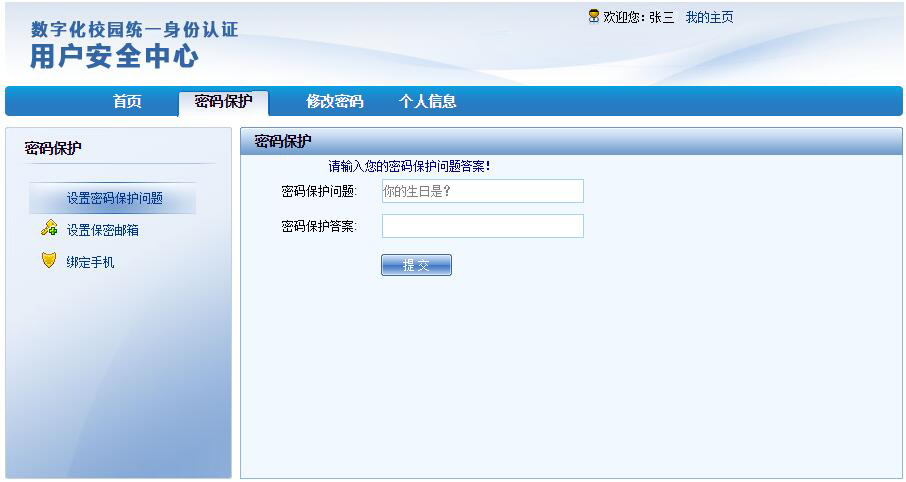 数字化校园统一身份认证
用户安全中心
欢迎您：张三 我的主页
首页 密码保护 修改密码 个人信息
密码保护
设置密码保护问题
设置保密邮箱
绑定手机
密码保护
请输入您的密码保护问题答案！
密码保护问题: 你的生日是？
密码保护答案:
提 交